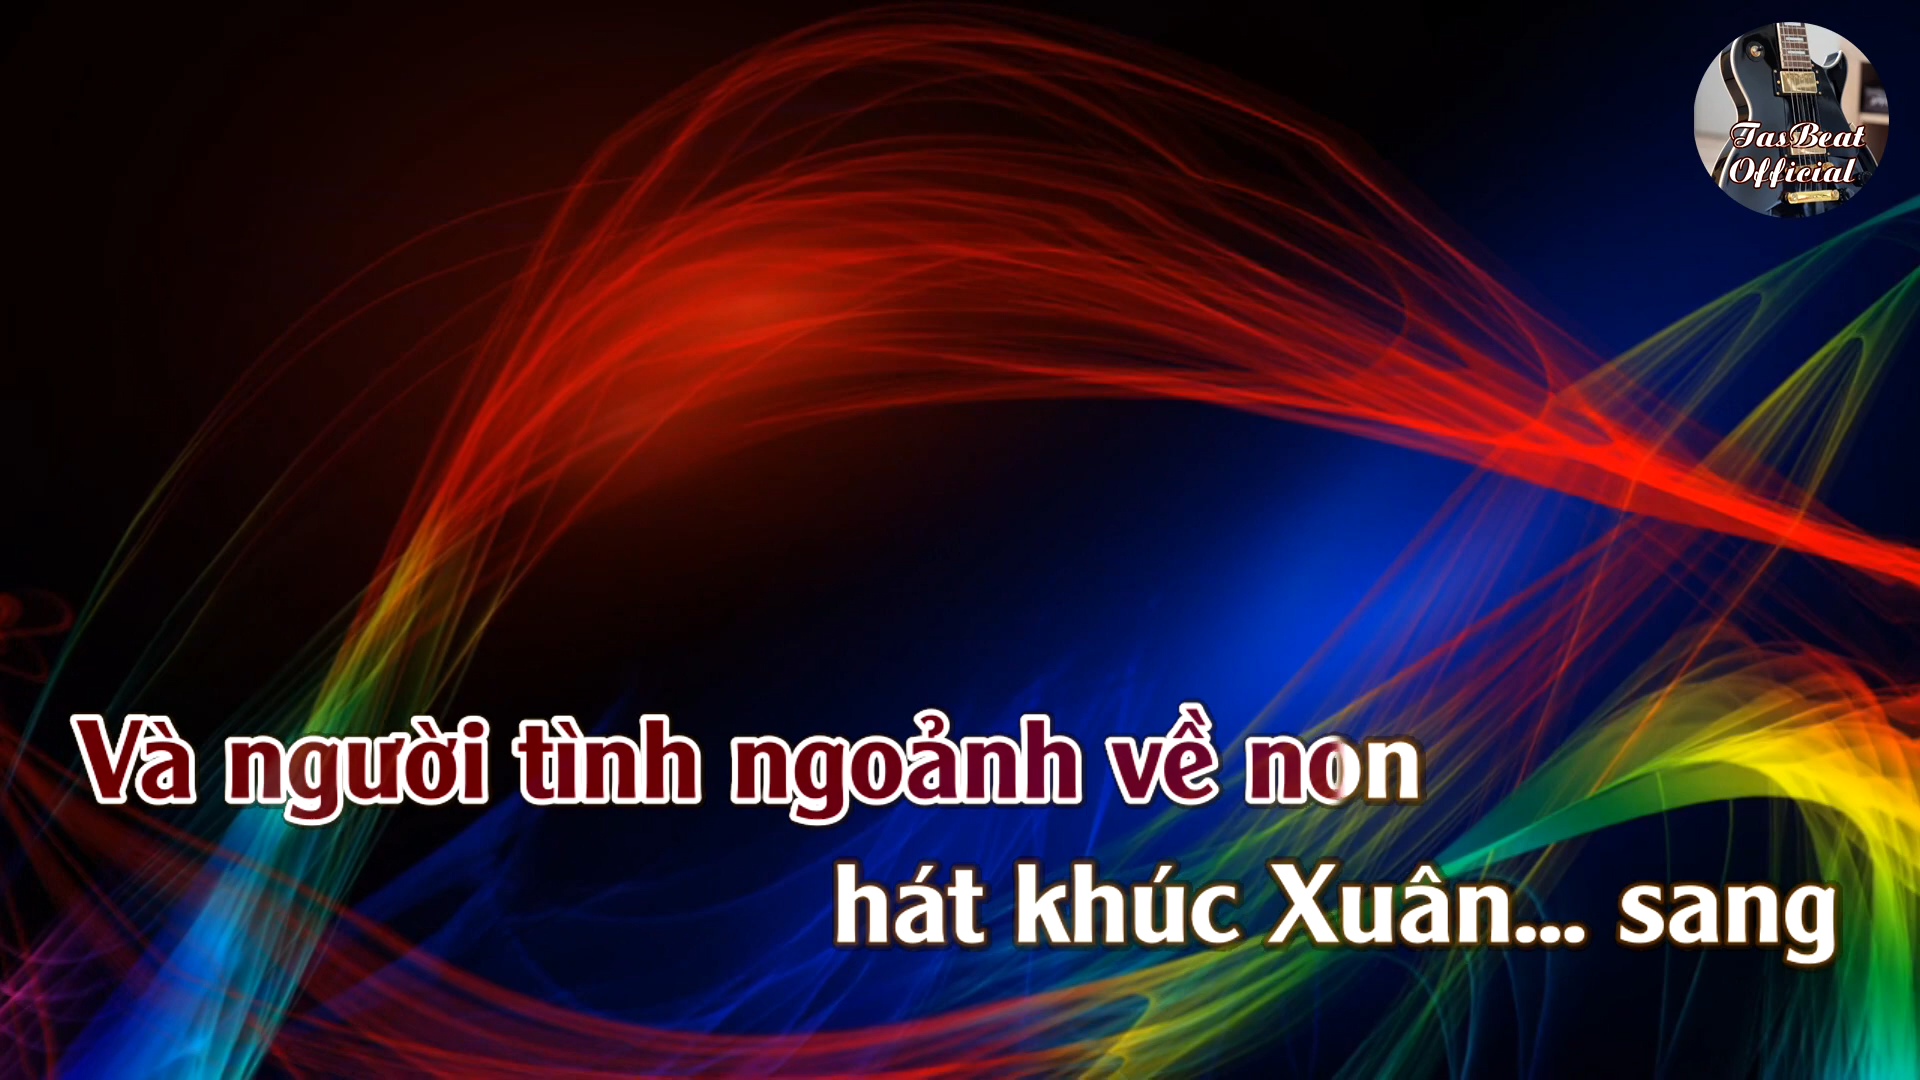 TasBeat
Official
Và người tình ngoảnh về non
hát khúc Xuân... sang